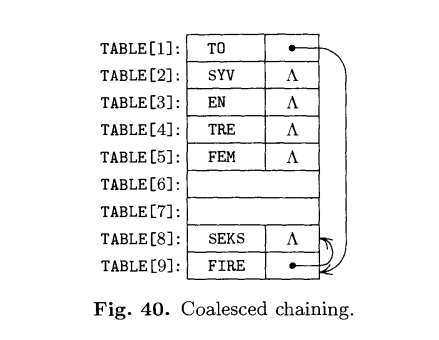 TABLE[1]: TO
TABLE[2]: SYV Λ
TABLE[3]: EN Λ
TABLE[4]: TRE Λ
TABLE[5]: FEM Λ
TABLE[6]:
TABLE[7]:
TABLE[8]: SEKS Λ
TABLE[9]: FIRE
Fig. 40. Coalesced chaining.